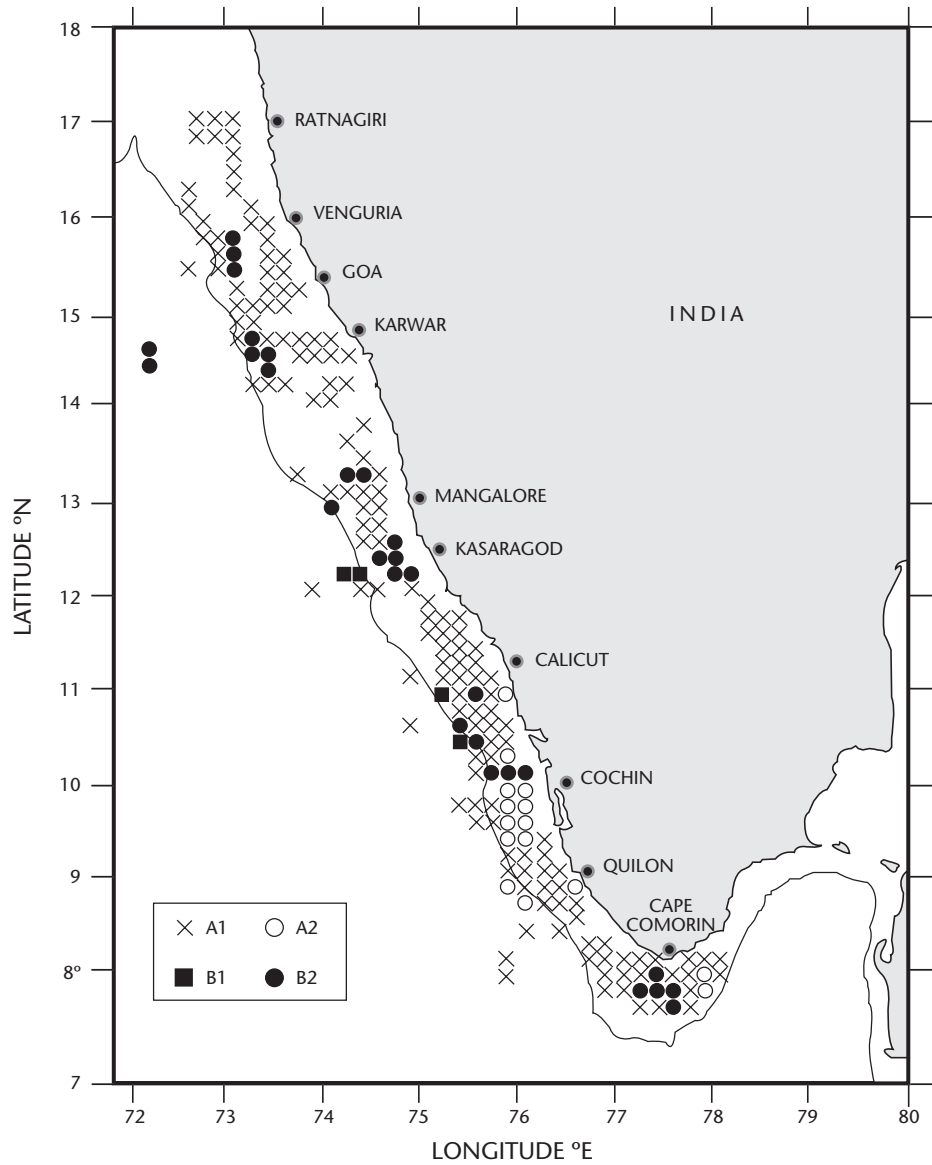 18
17
16
15
14
13
12
11
10
9
8º
7
LATITUDE ºN
RATNAGIRI
VENGURIA
GOA
KARWAR
INDIA
MANGALORE
KASARAGOD
CALICUT
COCHIN
QUILON
CAPE
COMORIN
A1
A2
B1
B2
72
73
74
75
76
77
78
79
80
LONGITUDE ºE